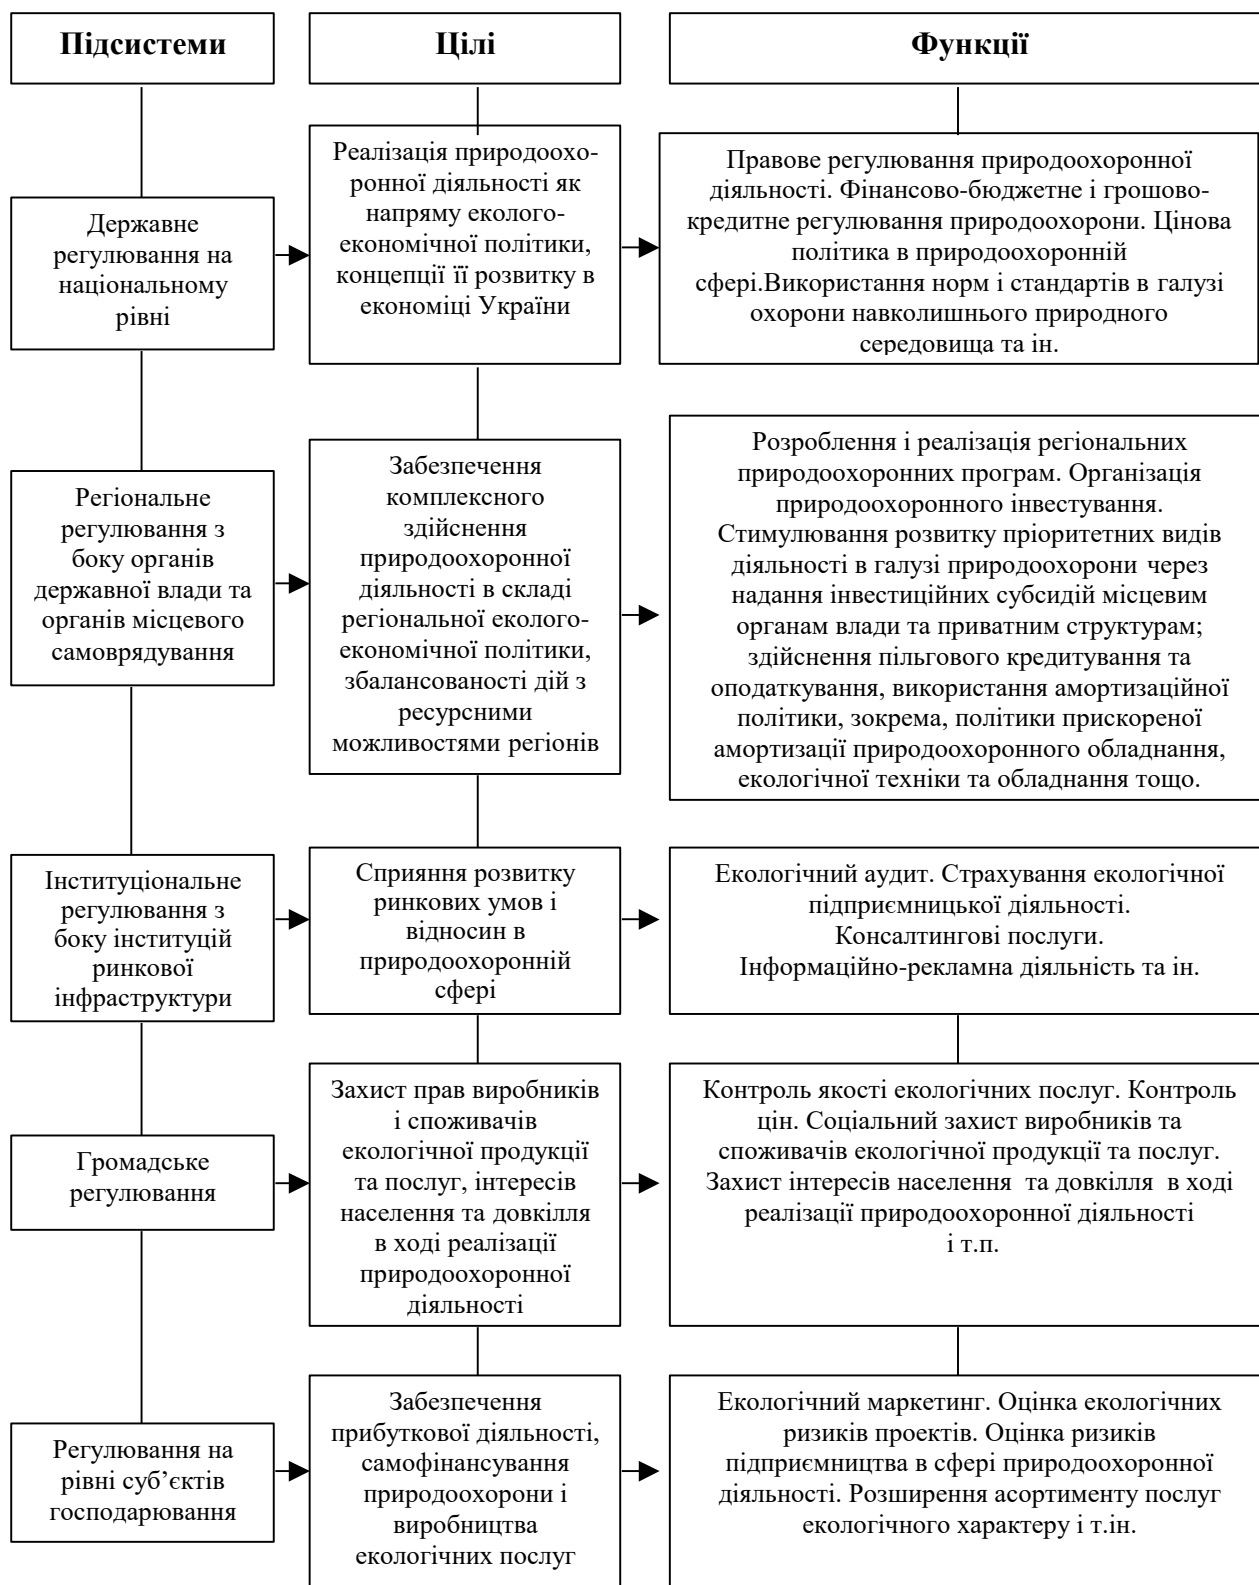 Підсистеми
Цілі
Функції
Державне
регулювання на
національному
рівні
Реалізація природоохо-
ронної діяльності як
напряму еколого-
економічної політики,
концепції її розвитку в
економіці України
Правове регулювання природоохоронної
діяльності. Фінансово-бюджетне і грошово-
кредитне регулювання природоохорони. Цінова
політика в природоохоронній
сфері.Використання норм і стандартів в галузі
охорони навколишнього природного
середовища та ін.
Регіональне
регулювання з
боку органів
державної влади та
органів місцевого
самоврядування
Забезпечення
комплексного
здійснення
природоохоронної
діяльності в складі
регіональної еколого-
економічної політики,
збалансованості дій з
ресурсними
можливостями регіонів
Розроблення і реалізація регіональних
природоохоронних програм. Організація
природоохоронного інвестування.
Стимулювання розвитку пріоритетних видів
діяльності в галузі природоохорони через
надання інвестиційних субсидій місцевим
органам влади та приватним структурам;
здійснення пільгового кредитування та
оподаткування, використання амортизаційної
політики, зокрема, політики прискореної
амортизації природоохоронного обладнання,
екологічної техніки та обладнання тощо.
Інституціональне
регулювання з
боку інституцій
ринкової
інфраструктури
Сприяння розвитку
ринкових умов і
відносин в
природоохоронній
сфері
Екологічний аудит. Страхування екологічної
підприємницької діяльності.
Консалтингові послуги.
Інформаційно-рекламна діяльність та ін.
Громадське
регулювання
Захист прав виробників
і споживачів
екологічної продукції
та послуг, інтересів
населення та довкілля
в ході реалізації
природоохоронної
діяльності
Контроль якості екологічних послуг. Контроль
цін. Соціальний захист виробників та
споживачів екологічної продукції та послуг.
Захист інтересів населення та довкілля в ході
реалізації природоохоронної діяльності
і т.п.
Регулювання на
рівні суб’єктів
господарювання
Забезпечення
прибуткової діяльності,
самофінансування
природоохорони і
виробництва
екологічних послуг
Екологічний маркетинг. Оцінка екологічних
ризиків проектів. Оцінка ризиків
підприємництва в сфері природоохоронної
діяльності. Розширення асортименту послуг
екологічного характеру і т.ін.